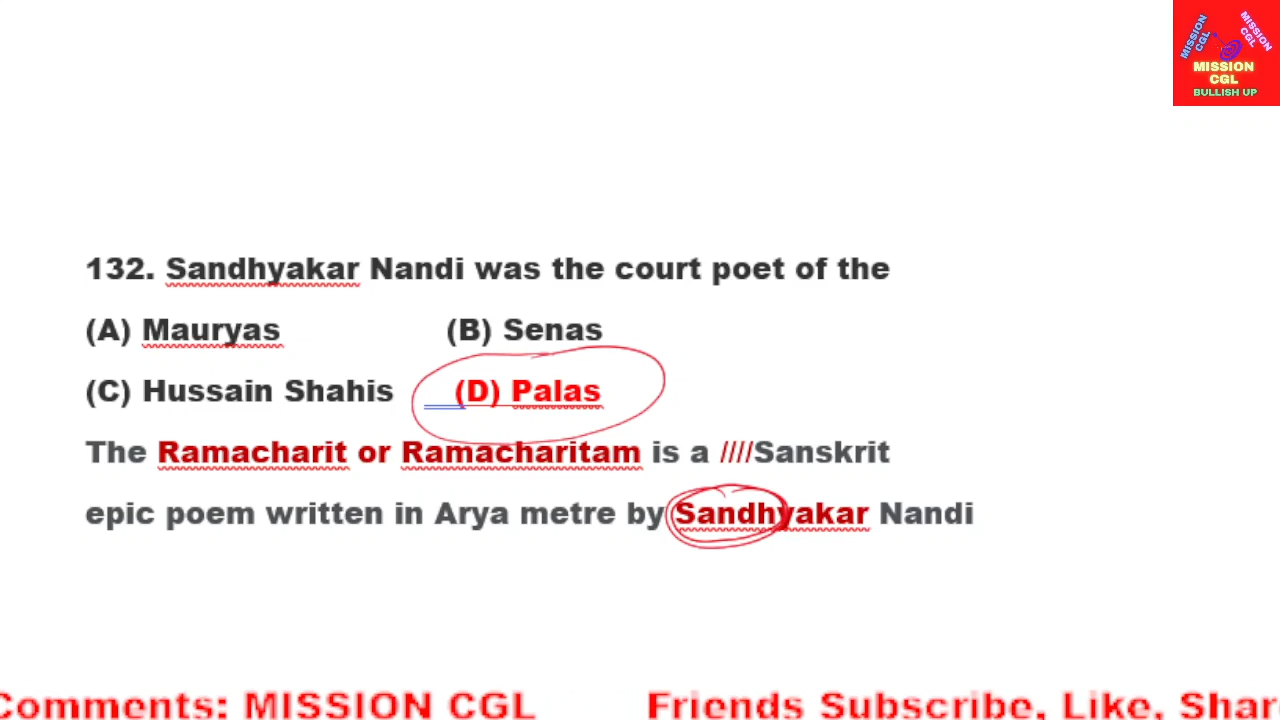 MISSION CGL
MISSION CGL
MISSION
CGL
BULLISH UP
132. Sandhyakar Nandi was the court poet of the
(A) Mauryas (B) Senas
(C) Hussain Shahis (D) Palas
The Ramacharit or Ramacharitam is a ////Sanskrit
epic poem written in Arya metre by Sandhyakar Nandi
Comments: MISSION CGL Friends Subscribe, Like, Shar